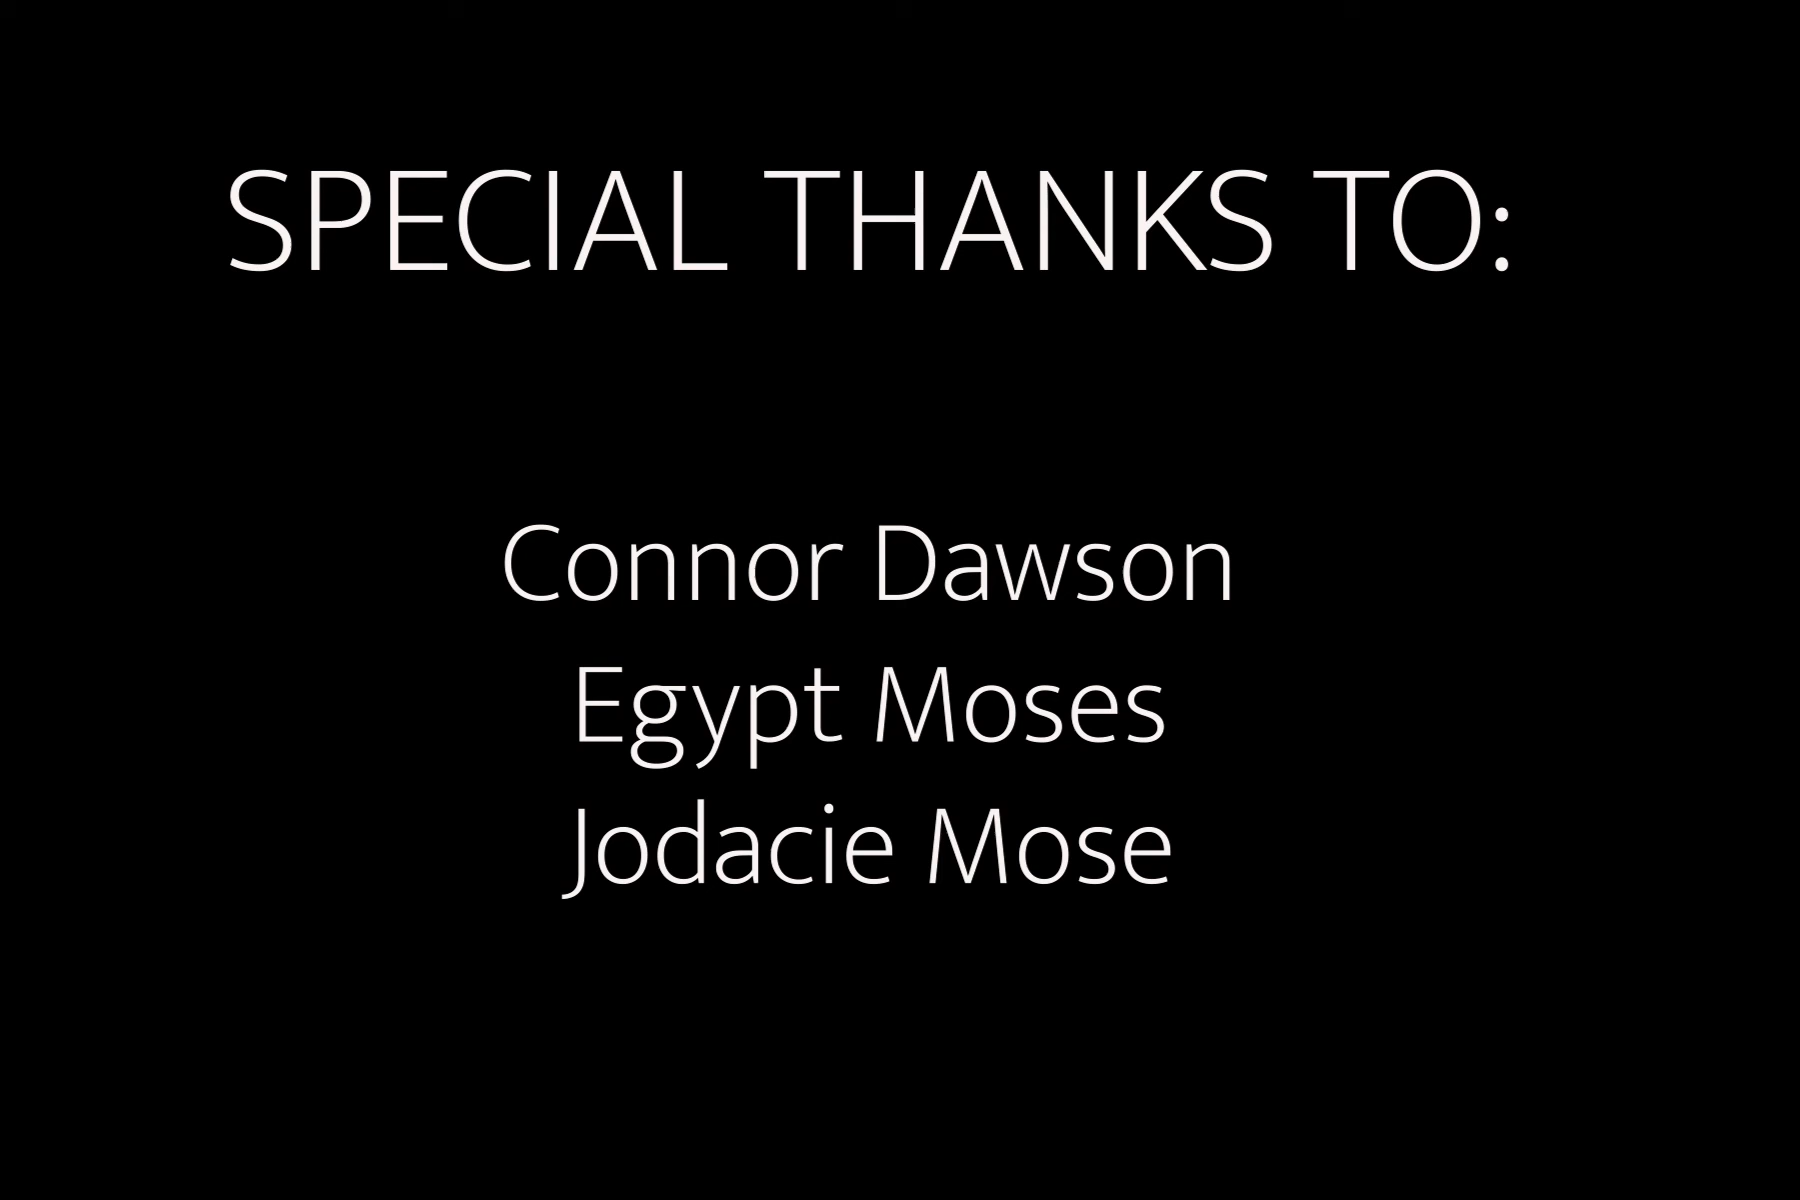 SPECIAL THANKS TO:
Connor Dawson
Egypt Moses
Jodacie Mose